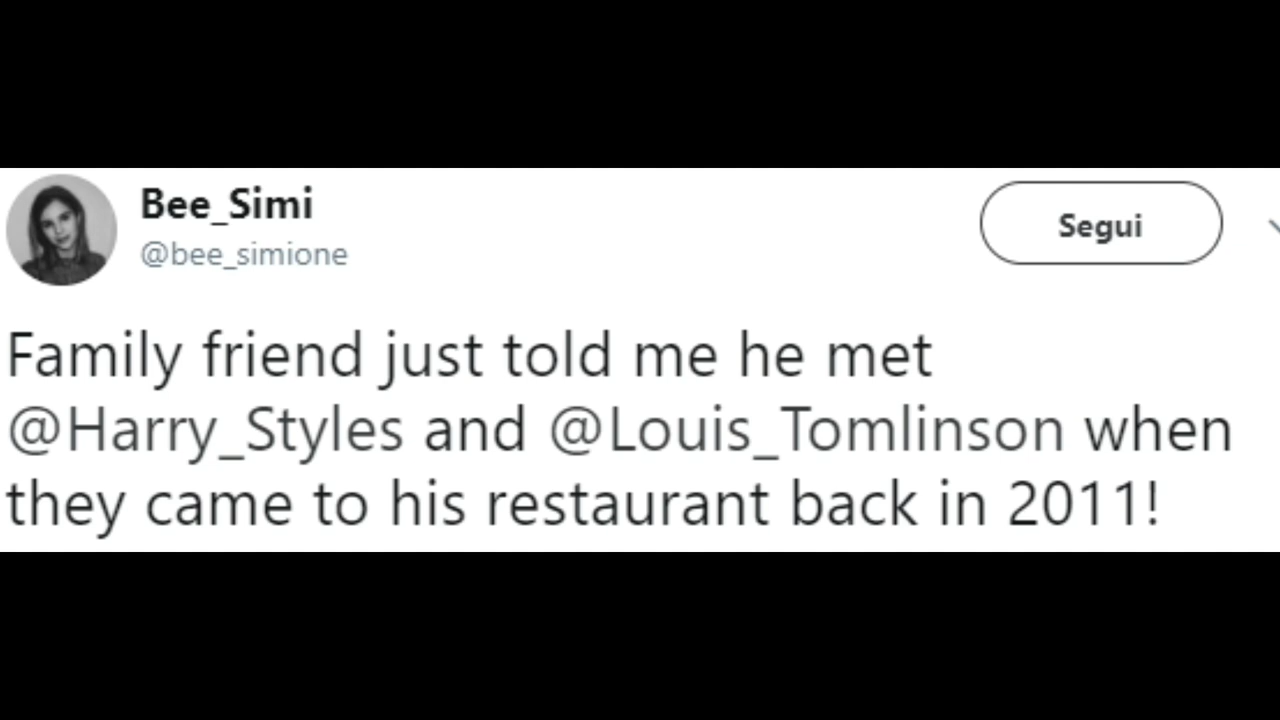 Bee_Simi
@bee_simione
Segui
Family friend just told me he met
@Harry_Styles and @Louis_Tomlinson when
they came to his restaurant back in 2011!